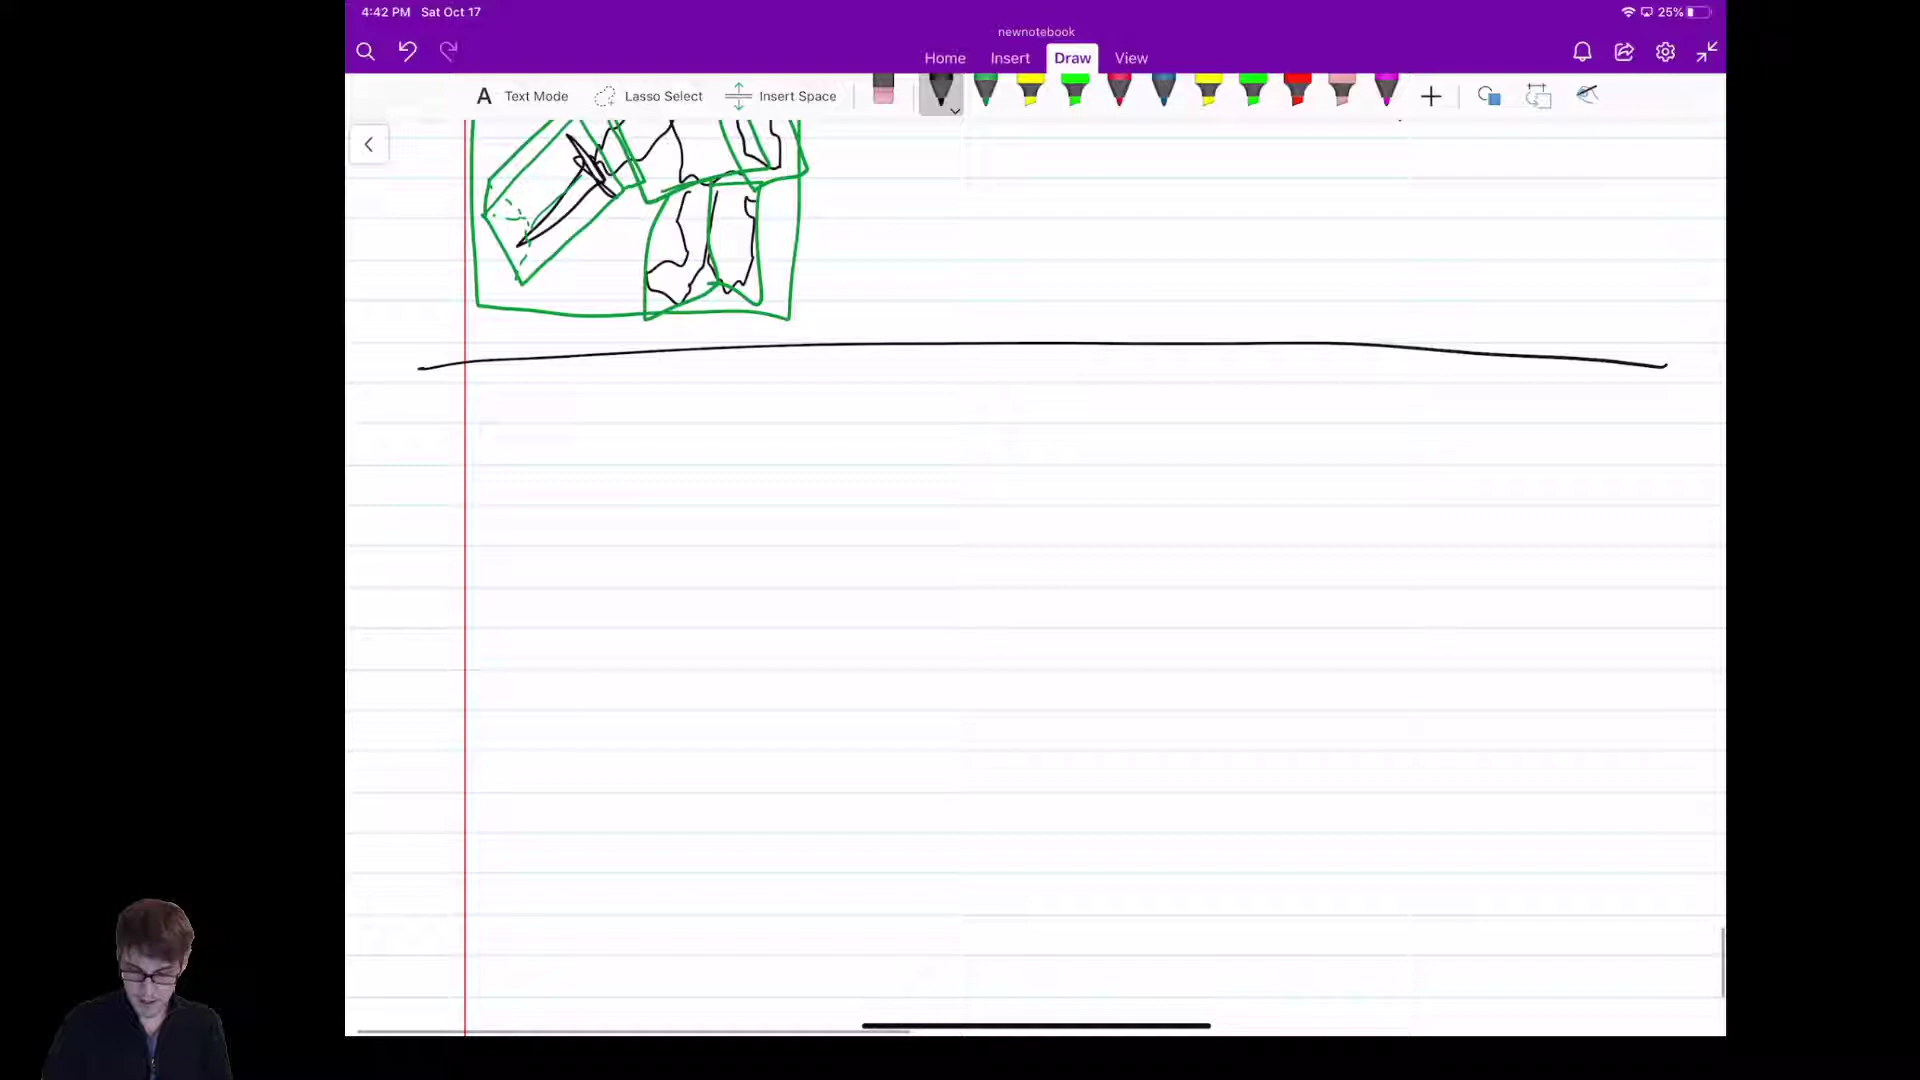 4:42 PM Sat Oct 17
25%
newnotebook
Home Insert Draw View
A Text Mode Lasso Select Insert Space